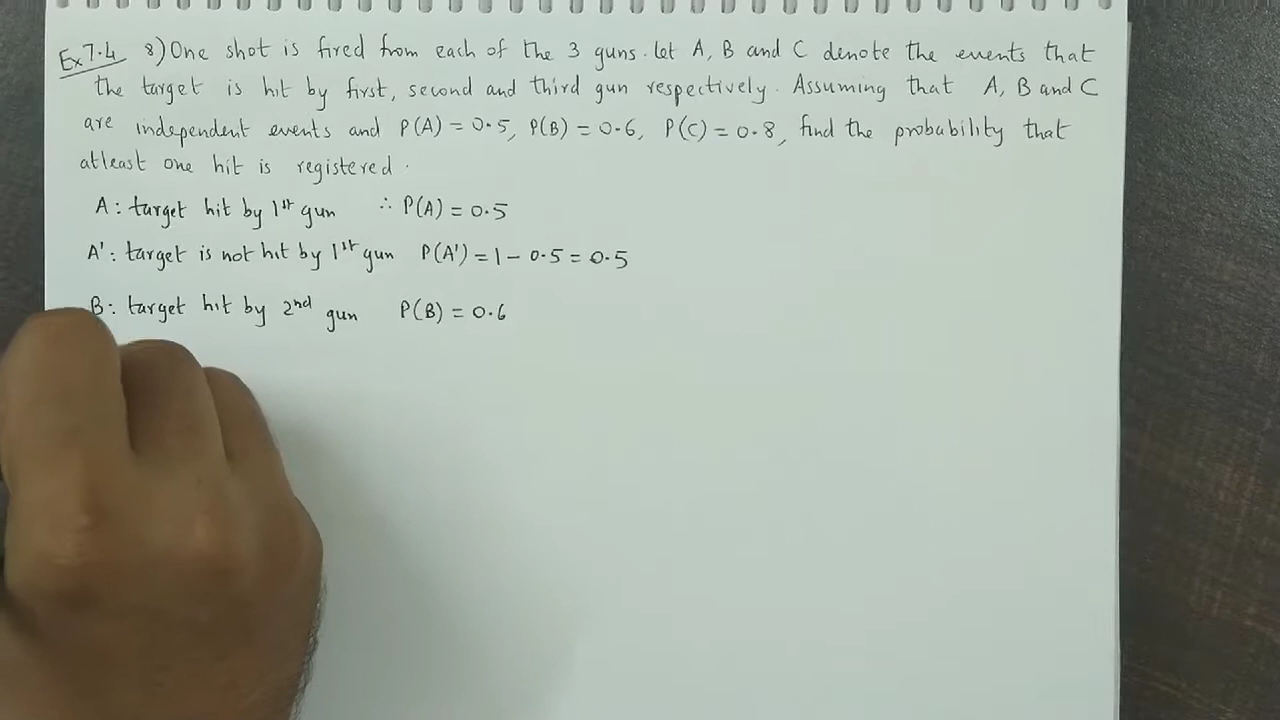 Ex 7.4 8) One shot is fired from each of the 3 guns. let A, B and C denote the events that
the target is hit by first, second and third gun respectively. Assuming that A, B and C
are independent events and P(A) = 0.5, P(B) = 0.6, P(C) = 0.8, find the probability that
atleast one hit is registered.
A: target hit by 1st gun ∴ P(A) = 0.5
A': target is not hit by 1st gun P(A') = 1 - 0.5 = 0.5
B: target hit by 2nd gun P(B) = 0.6